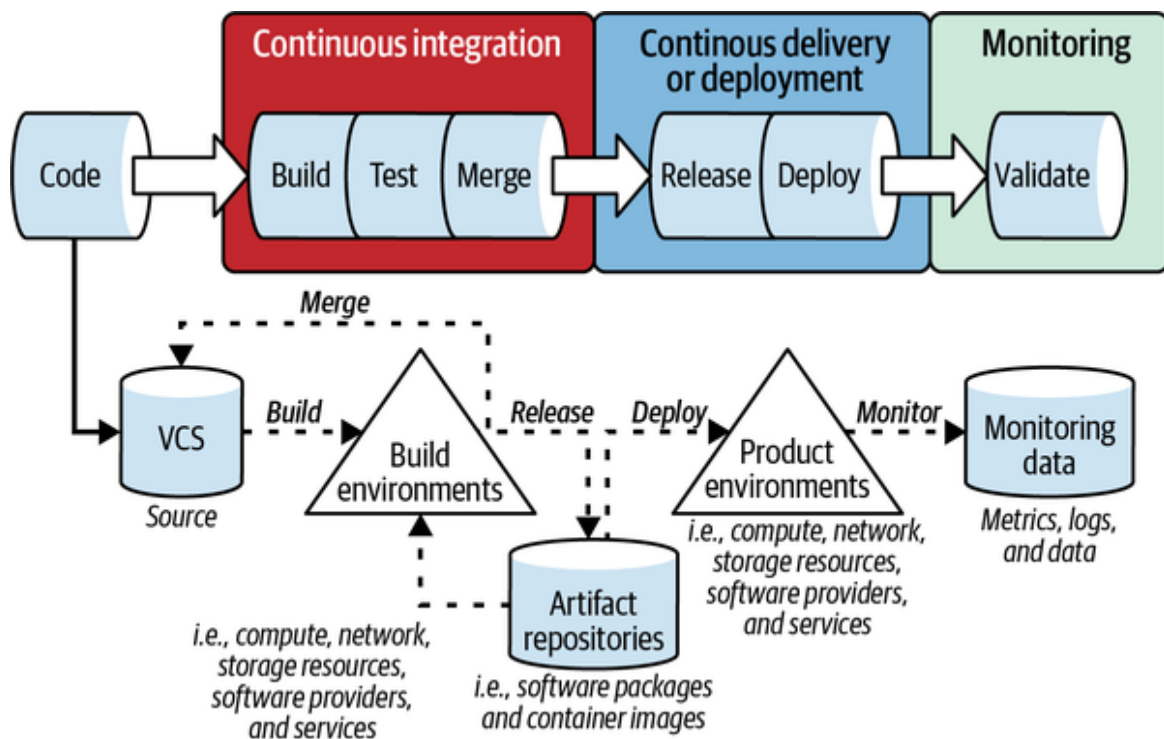 Continuous integration
Continous delivery
or deployment
Monitoring
Code
Build
Test
Merge
Release
Deploy
Validate
Merge
VCS
Source
Build
Build
environments
Release
Deploy
Product
environments
Monitor
Monitoring
data
Metrics, logs,
and data
i.e., compute, network,
storage resources,
software providers,
and services
Artifact
repositories
i.e., software packages
and container images
i.e., compute, network,
storage resources,
software providers,
and services